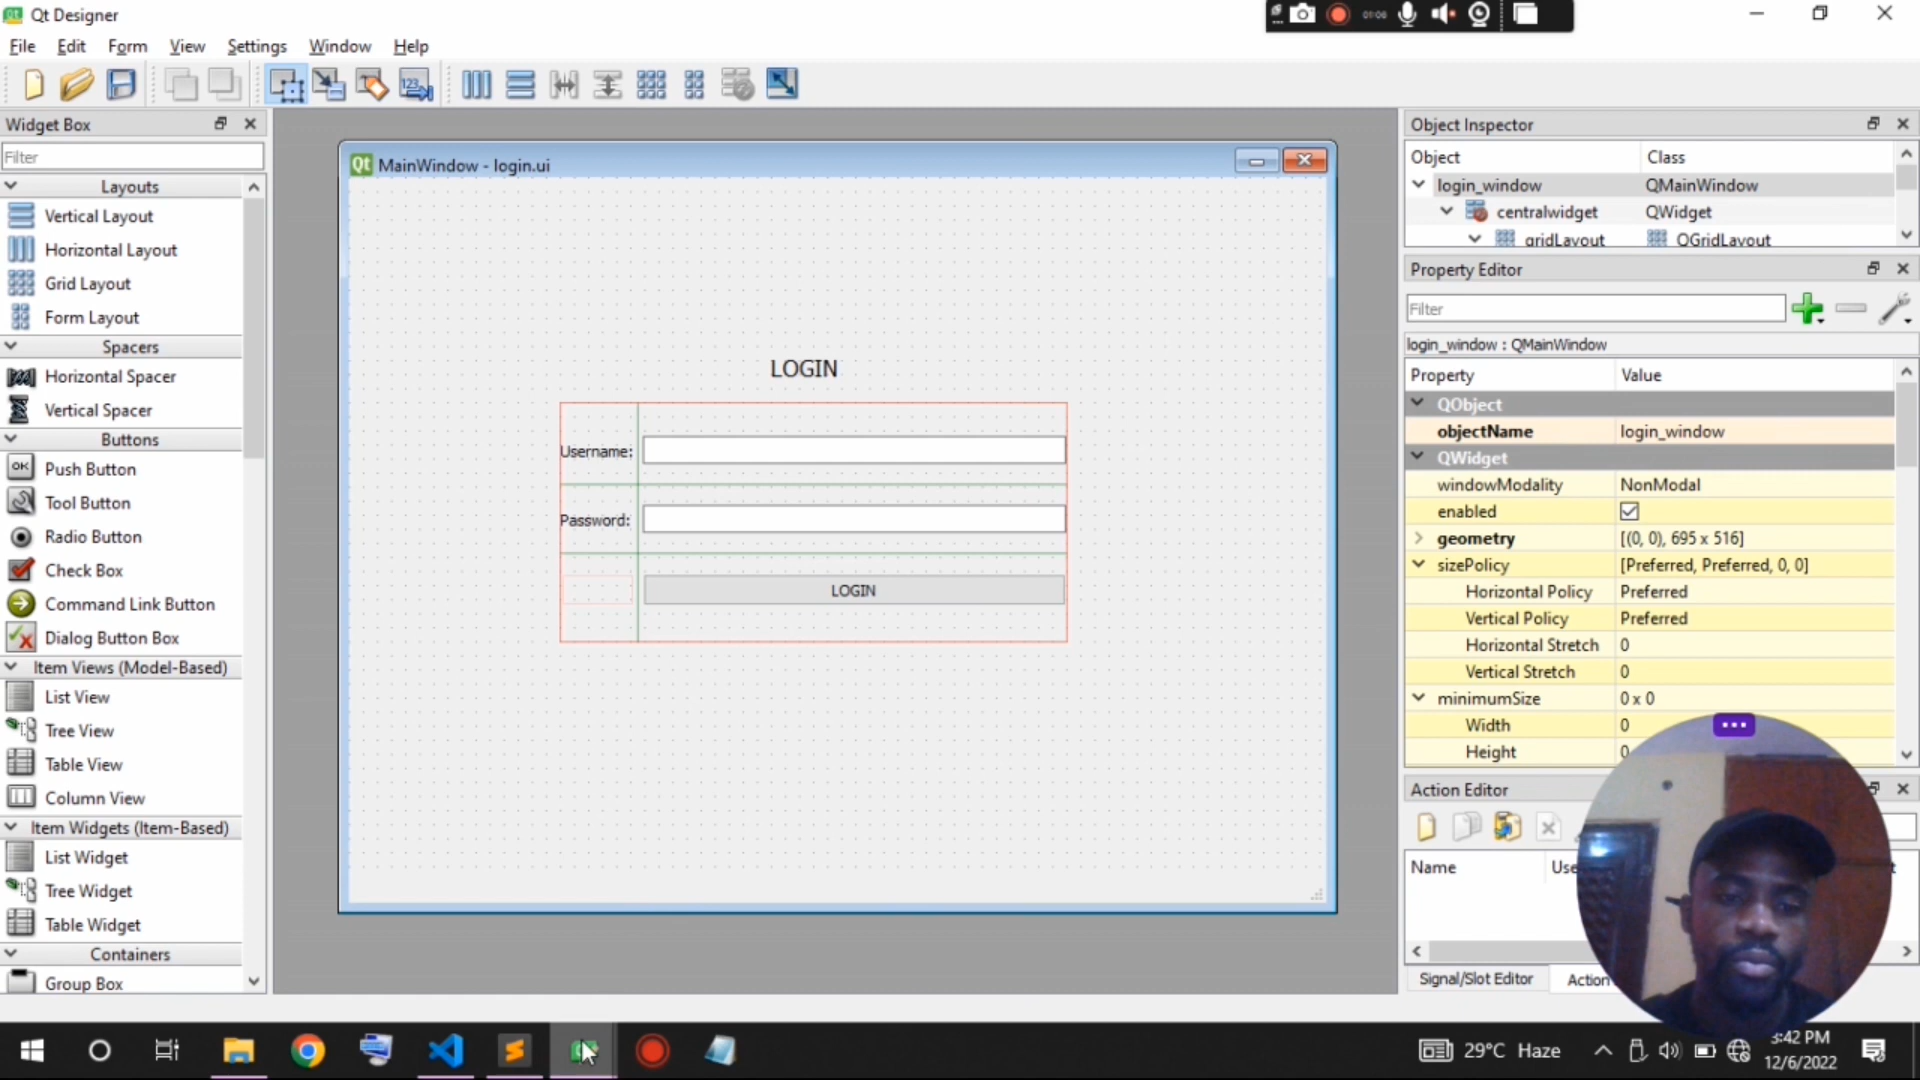 Qt Designer
01:08
File Edit Form View Settings Window Help
Widget Box
Filter
Layouts
Vertical Layout
Horizontal Layout
Grid Layout
Form Layout
Spacers
Horizontal Spacer
Vertical Spacer
Buttons
OK Push Button
Tool Button
Radio Button
Check Box
Command Link Button
Dialog Button Box
Item Views (Model-Based)
List View
Tree View
Table View
Column View
Item Widgets (Item-Based)
List Widget
Tree Widget
Table Widget
Containers
Group Box
Qt MainWindow - login.ui
LOGIN
Username:
Password:
LOGIN
Object Inspector
Object Class
login_window QMainWindow
centralwidget QWidget
gridLayout QGridLayout
Property Editor
Filter
login_window : QMainWindow
Property Value
QObject
objectName login_window
QWidget
windowModality NonModal
enabled
geometry [(0, 0), 695 x 516]
sizePolicy [Preferred, Preferred, 0, 0]
Horizontal Policy Preferred
Vertical Policy Preferred
Horizontal Stretch 0
Vertical Stretch 0
minimumSize 0 x 0
Width 0
Height 0
Action Editor
Name Use
Signal/Slot Editor Action
29°C Haze
3:42 PM
12/6/2022